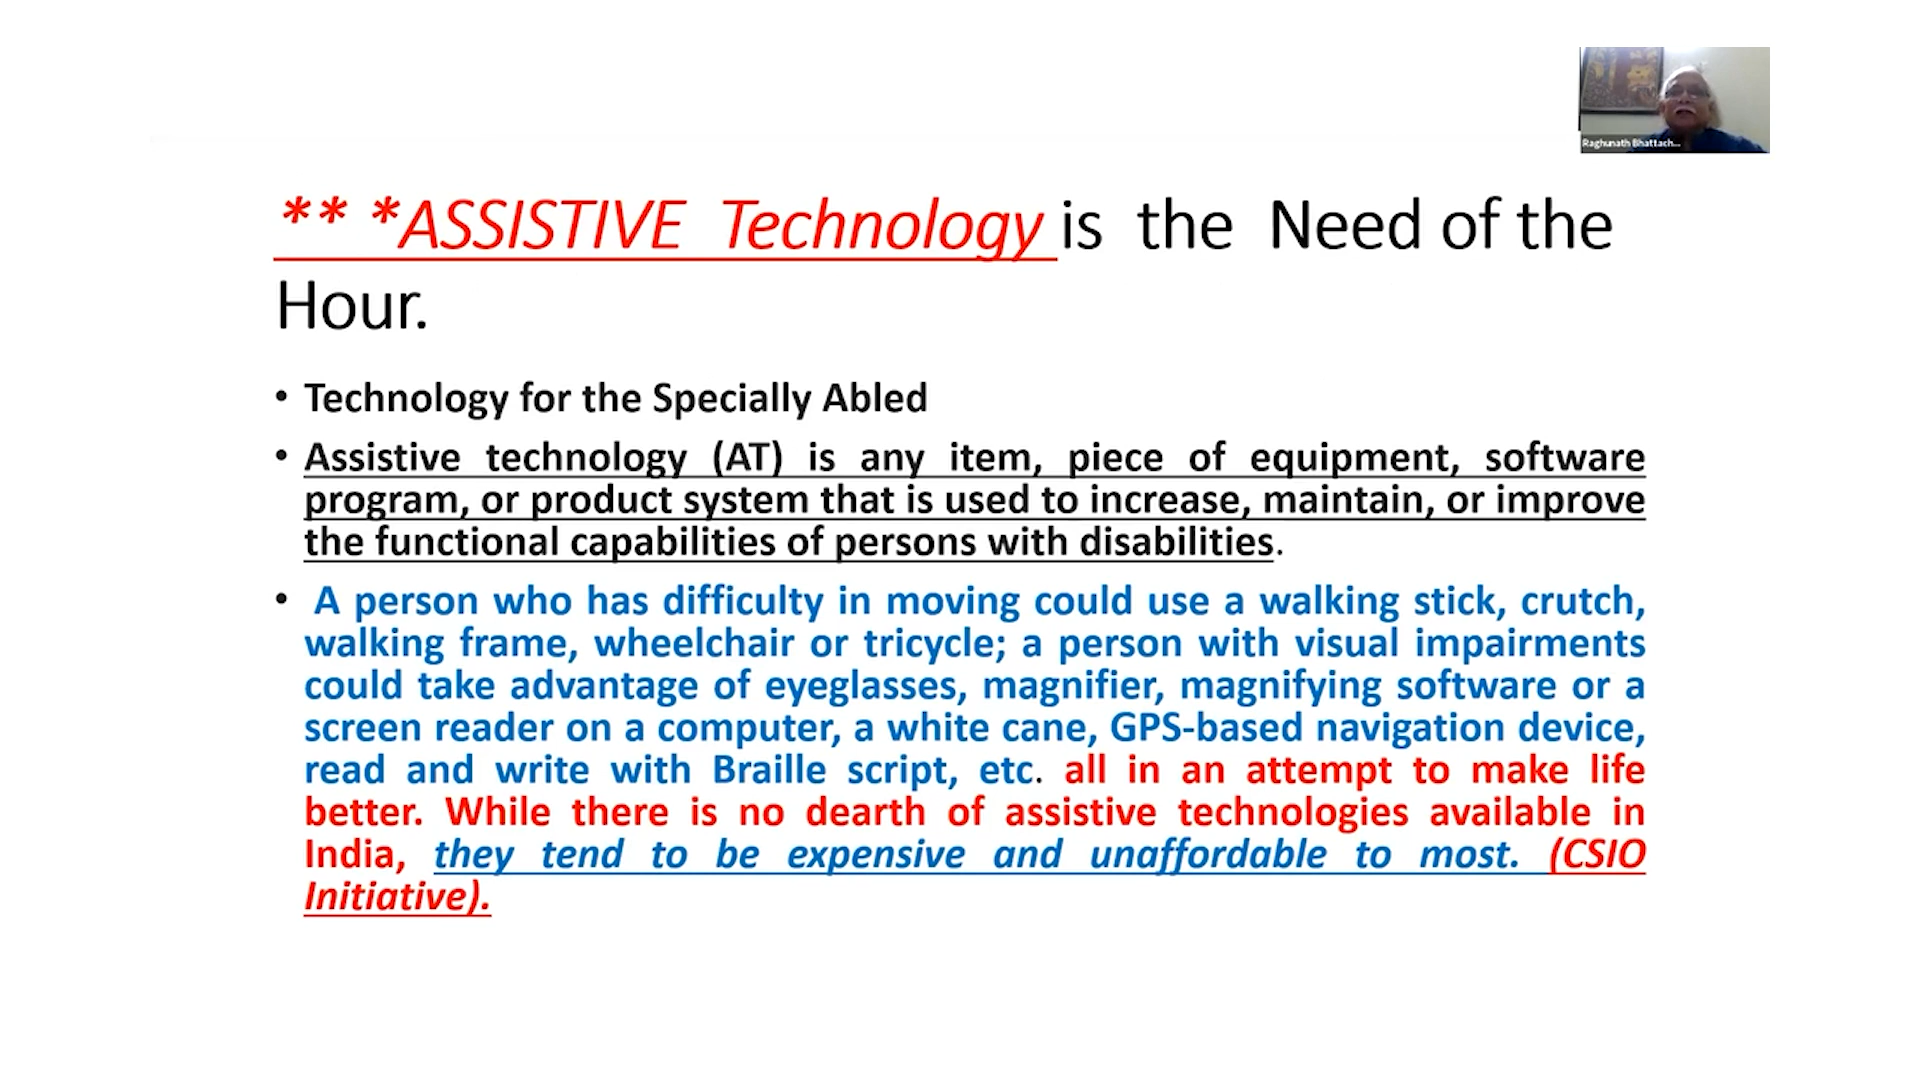 Raghunath Bhattach...
** *ASSISTIVE Technology is the Need of the
Hour.
• Technology for the Specially Abled
• Assistive technology (AT) is any item, piece of equipment, software
program, or product system that is used to increase, maintain, or improve
the functional capabilities of persons with disabilities.
• A person who has difficulty in moving could use a walking stick, crutch,
walking frame, wheelchair or tricycle; a person with visual impairments
could take advantage of eyeglasses, magnifier, magnifying software or a
screen reader on a computer, a white cane, GPS-based navigation device,
read and write with Braille script, etc. all in an attempt to make life
better. While there is no dearth of assistive technologies available in
India, they tend to be expensive and unaffordable to most. (CSIO
Initiative).